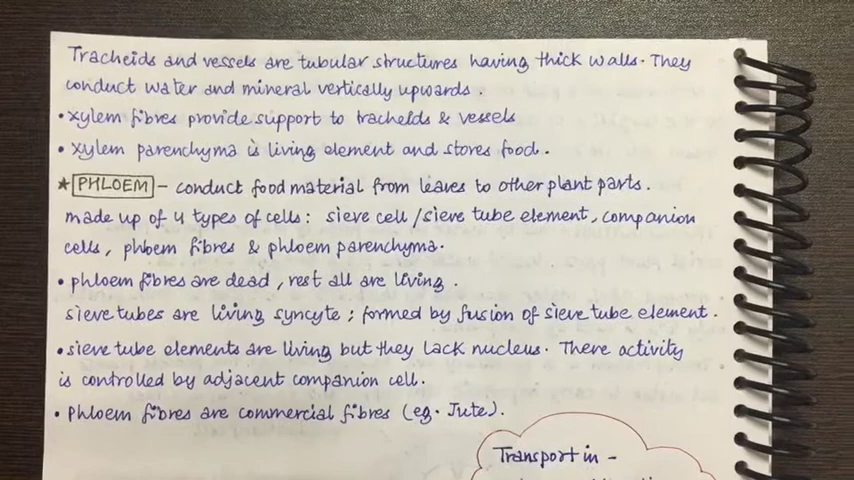 Tracheids and vessels are tubular structures having thick walls. They
conduct water and mineral vertically upwards.
• xylem fibres provide support to tracheids & vessels
• xylem parenchyma is living element and stores food.
★ PHLOEM – conduct food material from leaves to other plant parts.
made up of 4 types of cells: sieve cell/sieve tube element, companion
cells, phloem fibres & phloem parenchyma.
• phloem fibres are dead, rest all are living.
sieve tubes are living syncyte; formed by fusion of sieve tube element.
• sieve tube elements are living but they lack nucleus. There activity
is controlled by adjacent companion cell.
• Phloem fibres are commercial fibres (eg. Jute).
Transport in –